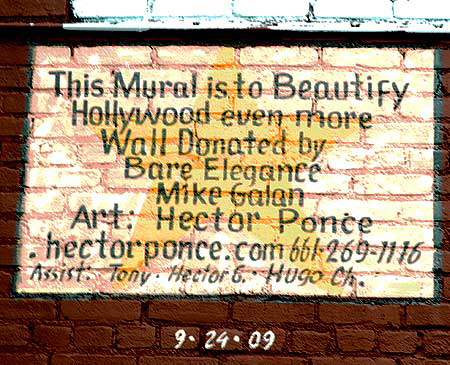 This Mural is to Beautify
Hollywood even more
Wall Donated by
Bare Elegance
Mike Galan
Art: Hector Ponce
. hectorponce.com 661-269-1116
Assist: Tony · Hector G. · Hugo Ch.
9·24·09